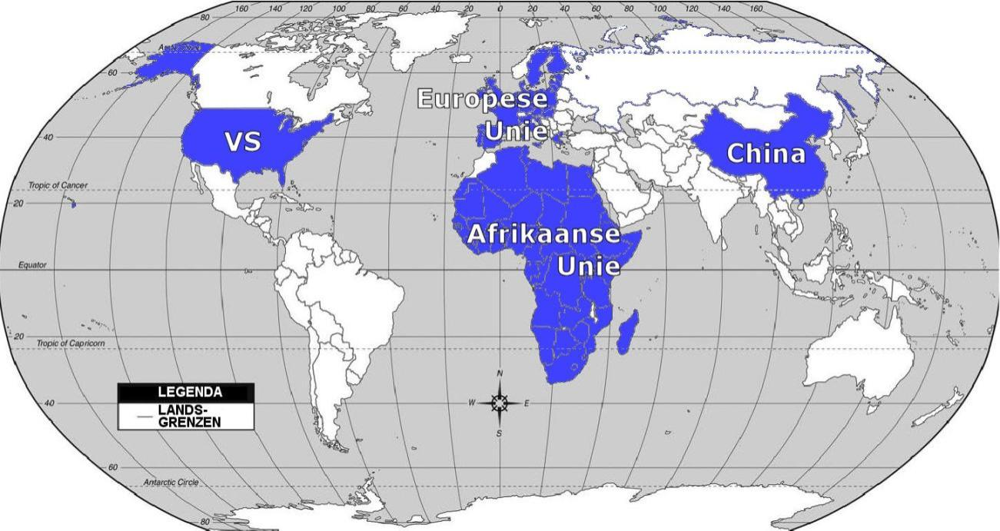 160 140 120 100 80 60 40 20 0 20 40 60 80 100 120 140 160
80
Arctic Circle
60
Europese
Unie
VS
40
China
Tropic of Cancer
20
Afrikaanse
Unie
Equator
20
Tropic of Capricorn
N
W E
S
LEGENDA
LANDS-
GRENZEN
40
60
Antarctic Circle
80